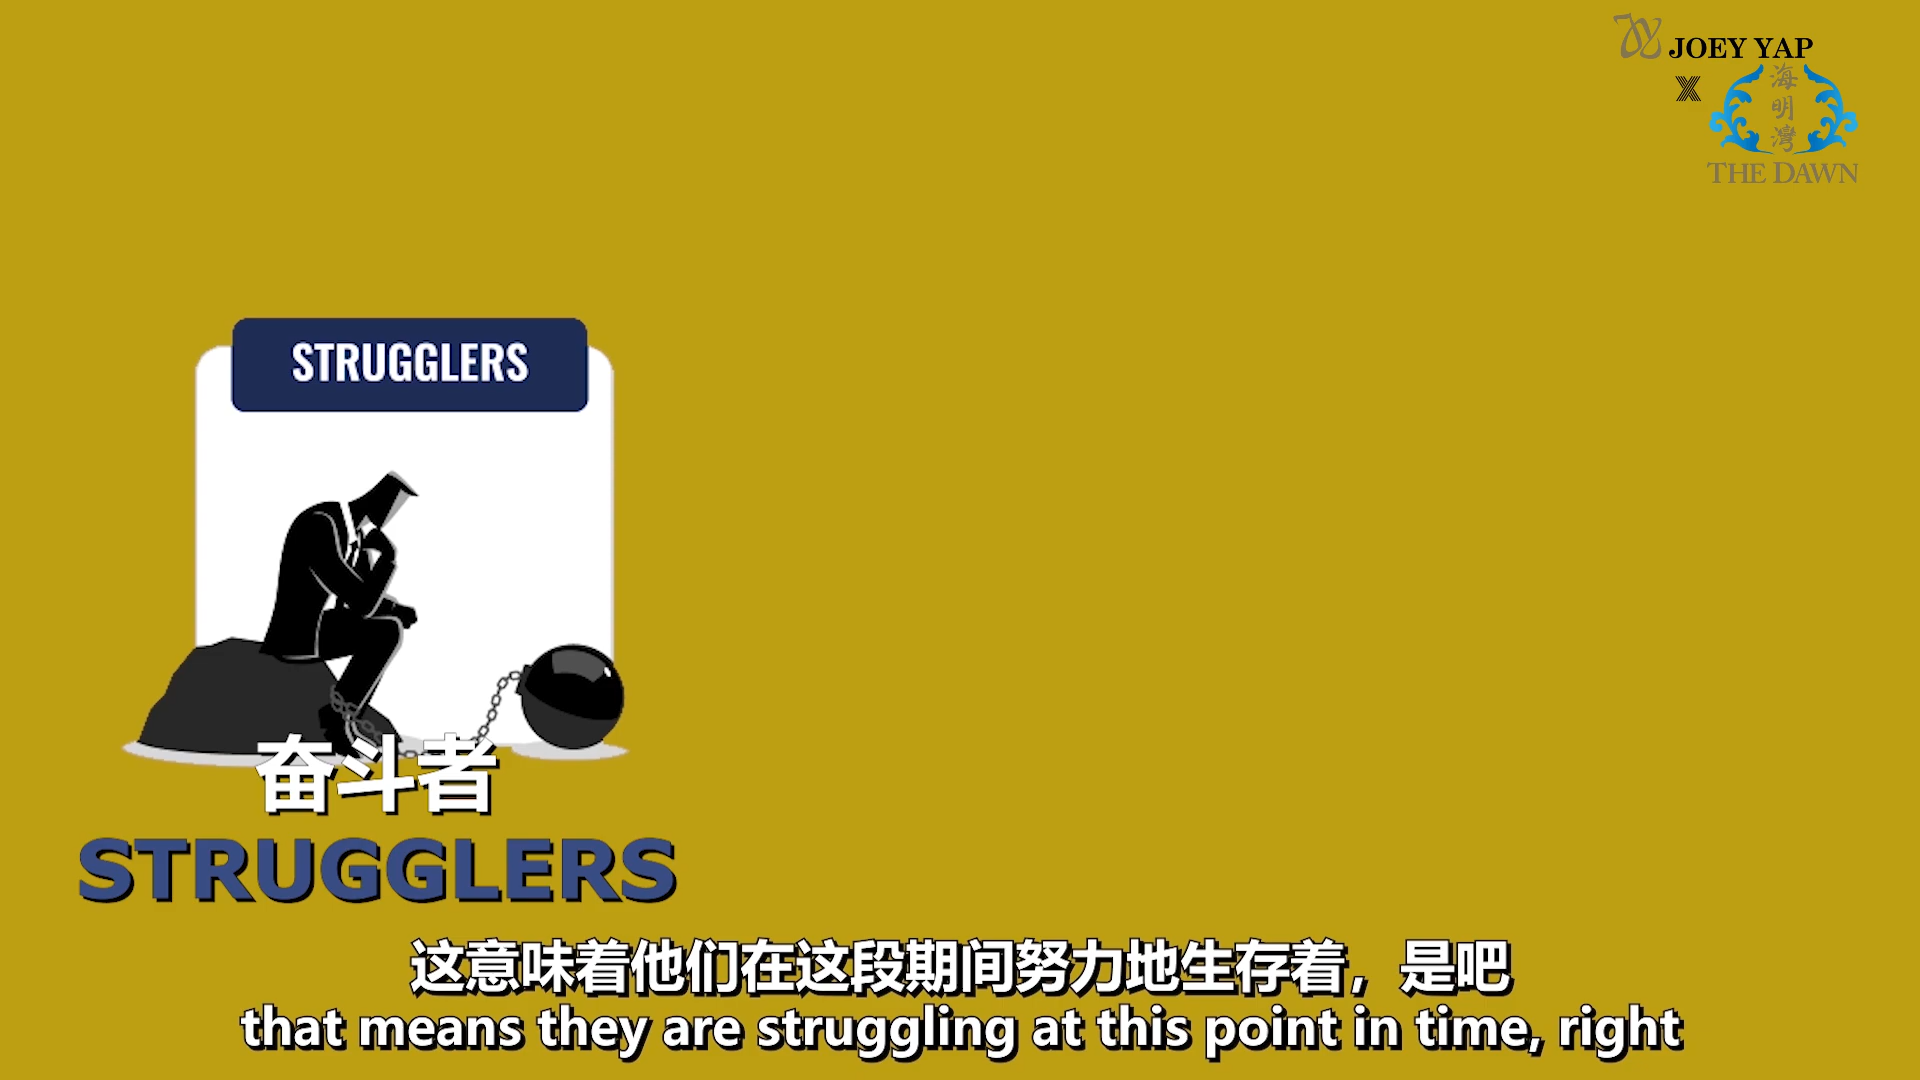 JOEY YAP
X
海
明
灣
THE DAWN
STRUGGLERS
奋斗者
STRUGGLERS
这意味着他们在这段期间努力地生存着，是吧
that means they are struggling at this point in time, right